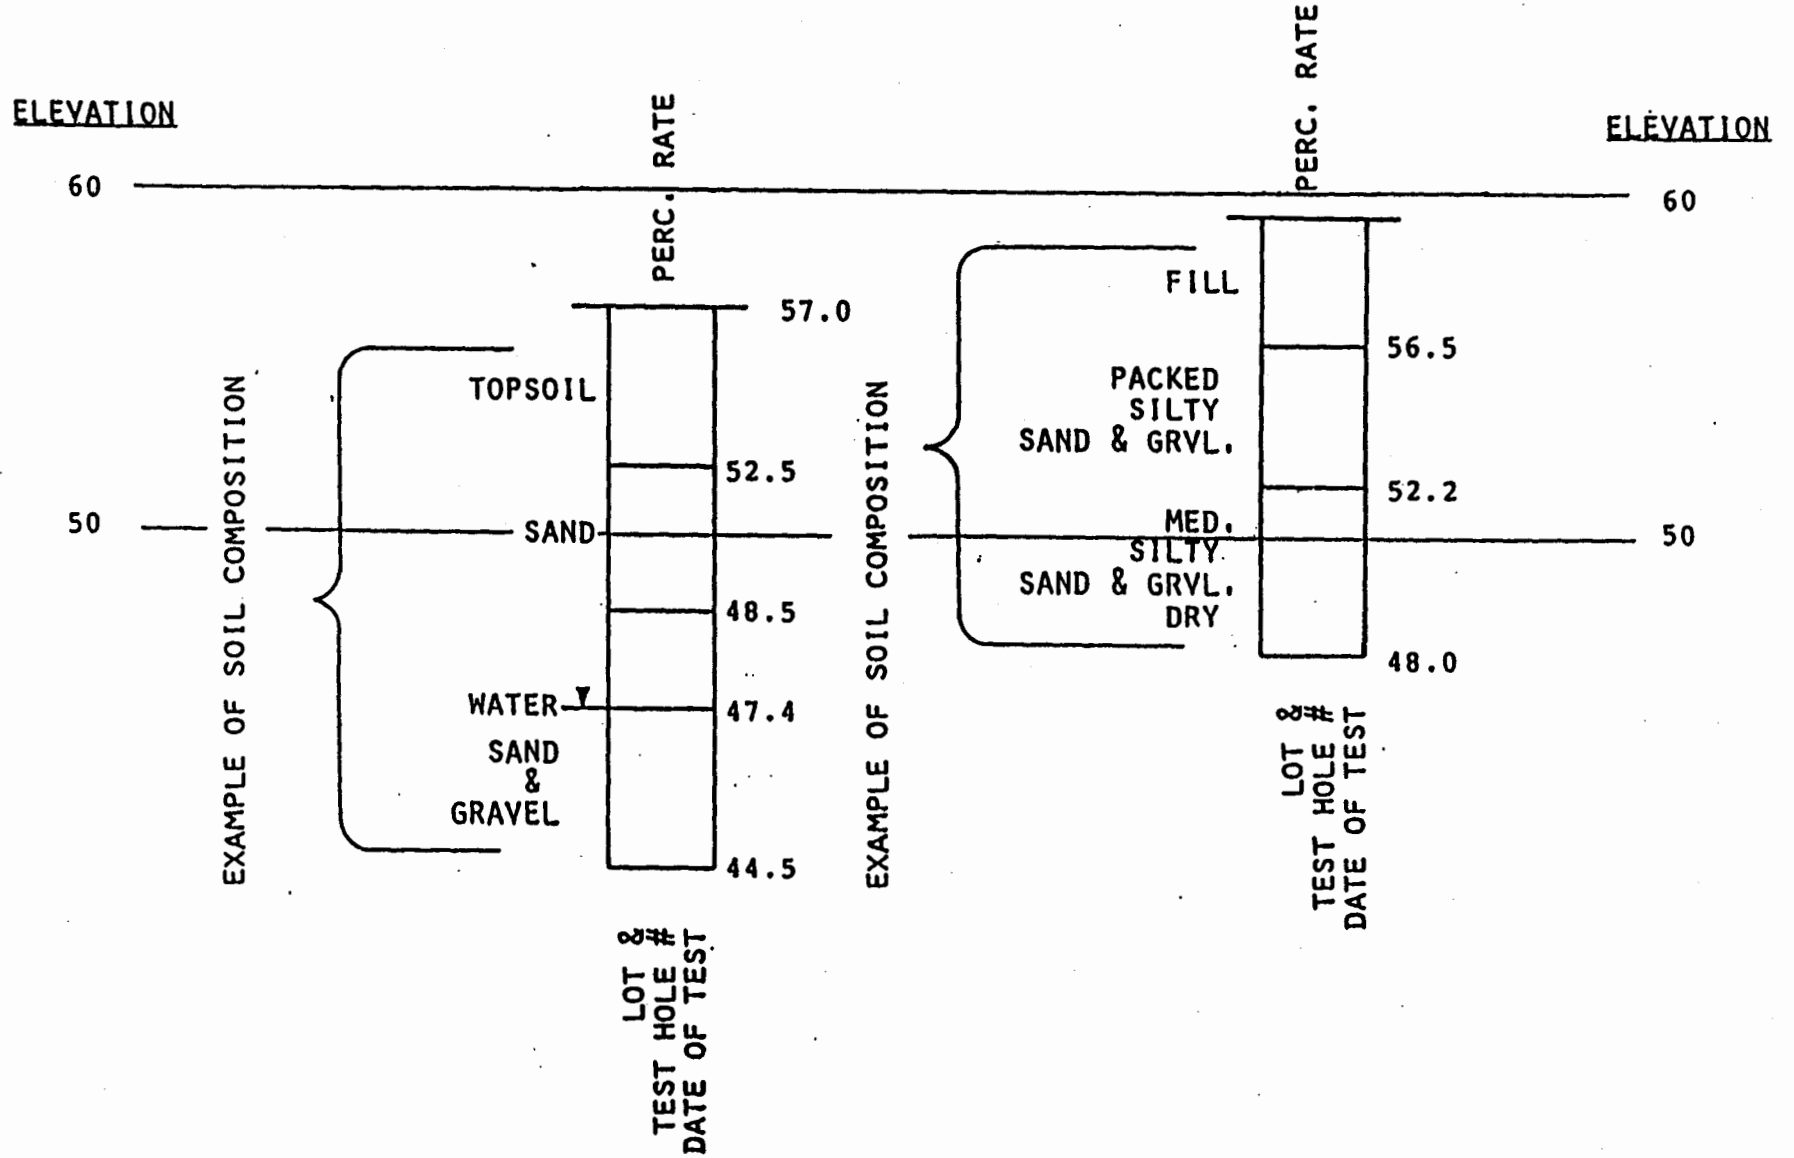 ELEVATION
60
50
PERC. RATE
57.0
EXAMPLE OF SOIL COMPOSITION
TOPSOIL
52.5
SAND
48.5
WATER
47.4
SAND
&
GRAVEL
44.5
LOT &
TEST HOLE #
DATE OF TEST
PERC. RATE
EXAMPLE OF SOIL COMPOSITION
FILL
56.5
PACKED
SILTY
SAND & GRVL.
52.2
MED.
SILTY
SAND & GRVL.
DRY
48.0
LOT &
TEST HOLE #
DATE OF TEST
ELEVATION
60
50